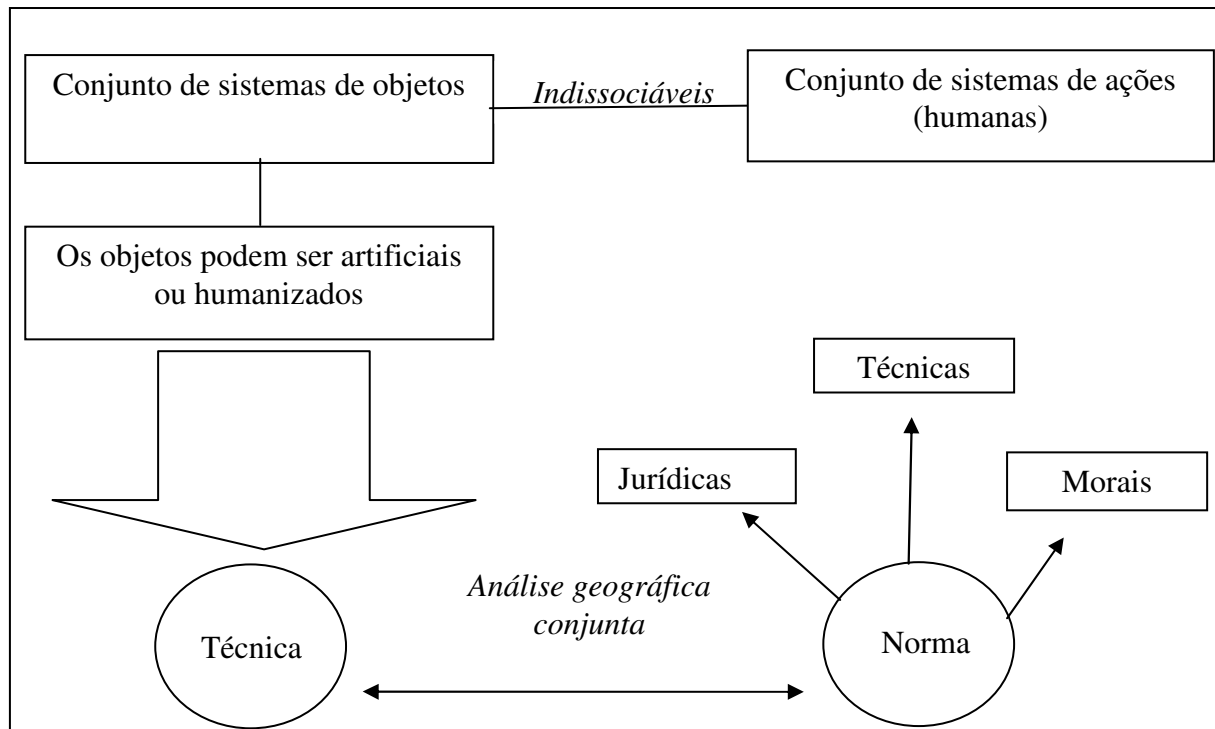 Conjunto de sistemas de objetos
Indissociáveis
Conjunto de sistemas de ações
(humanas)
Os objetos podem ser artificiais
ou humanizados
Técnicas
Jurídicas
Morais
Análise geográfica
conjunta
Técnica
Norma